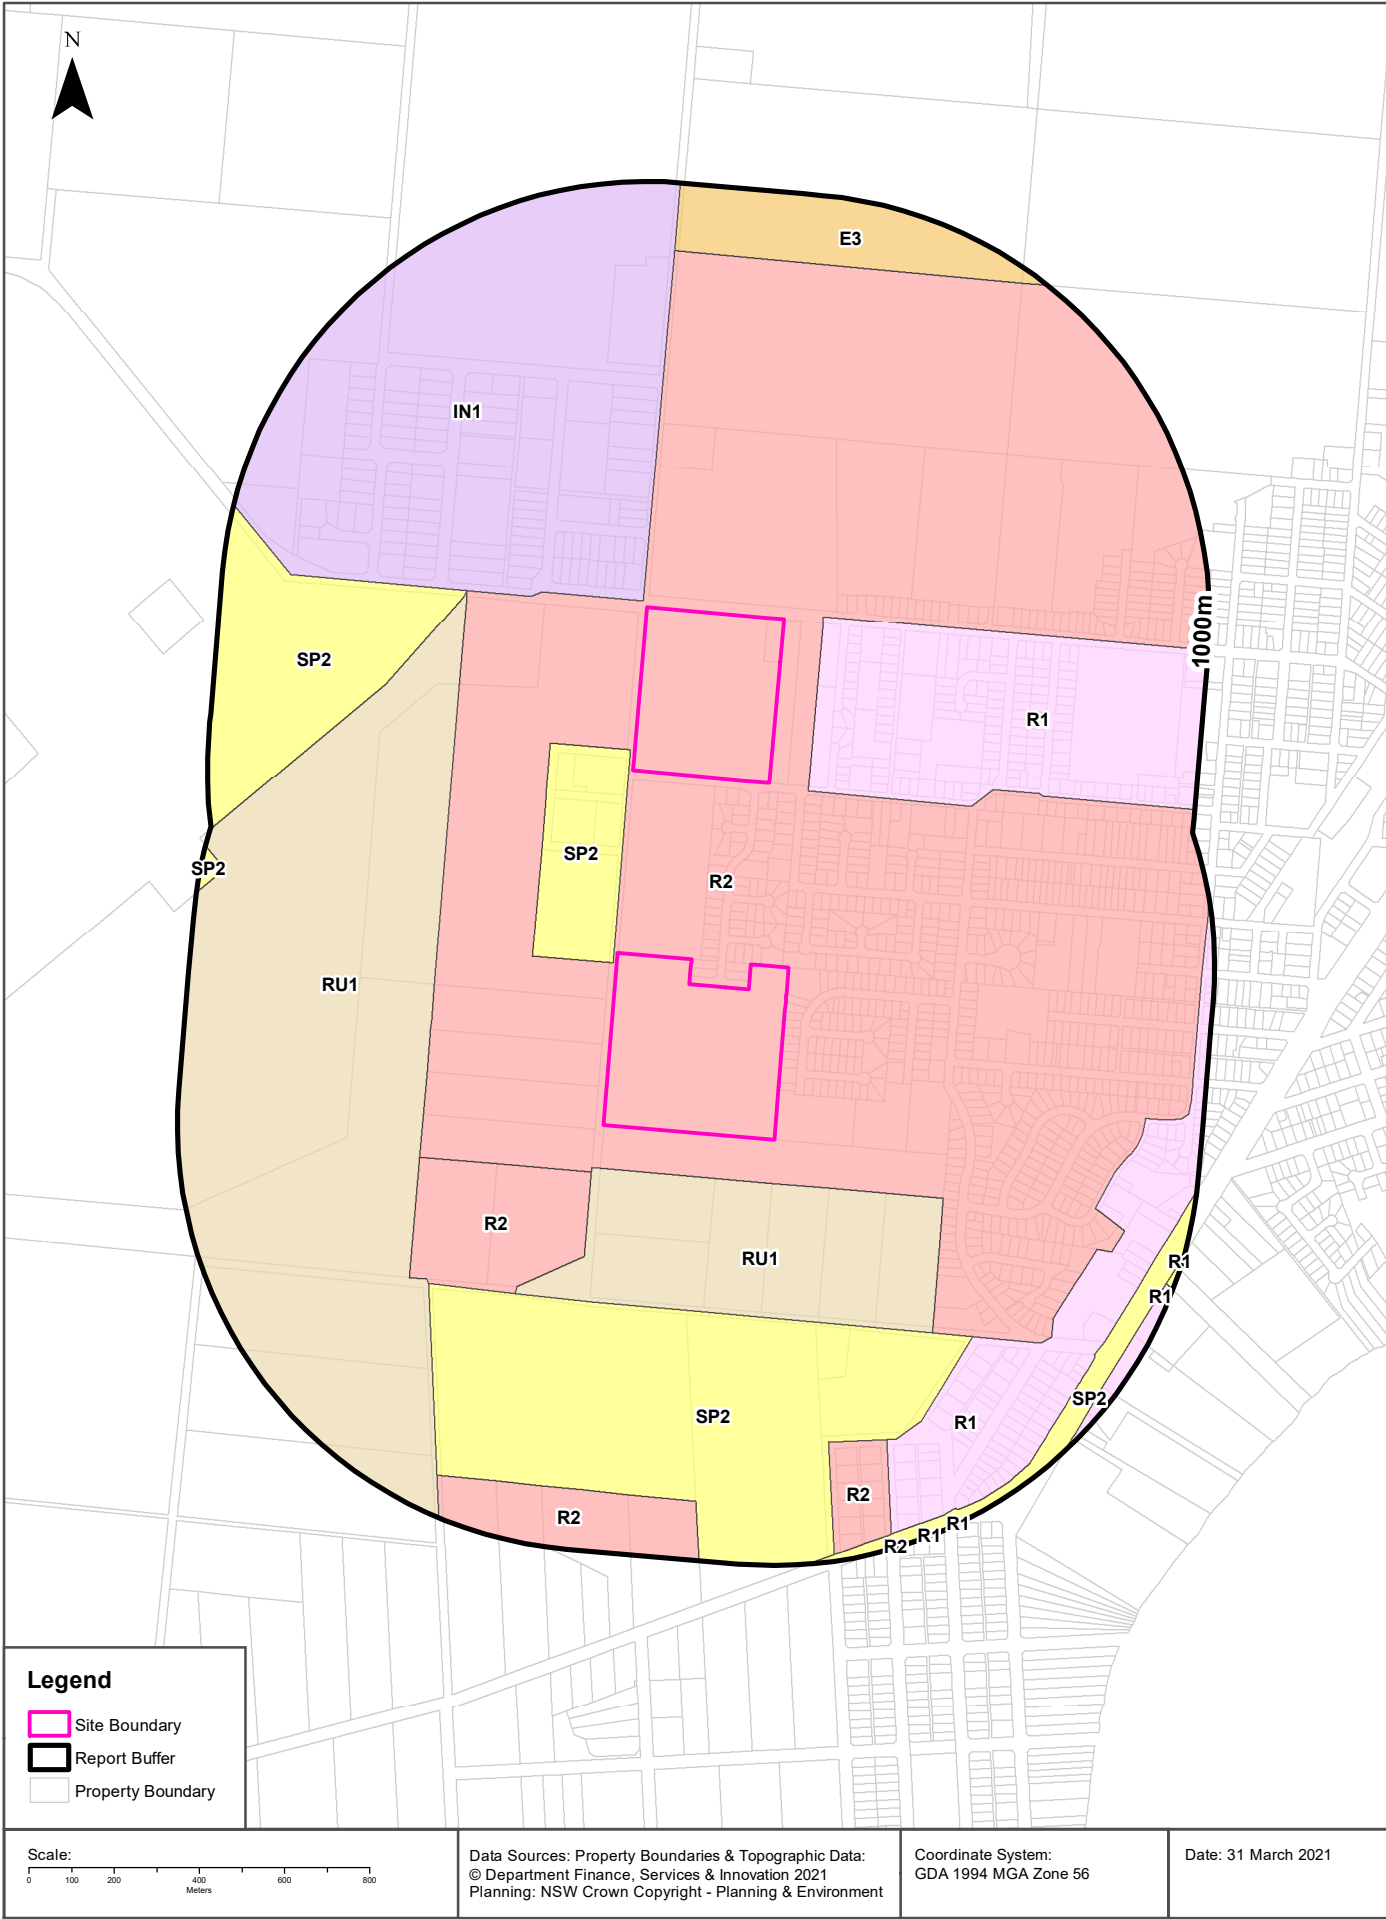 N
E3
IN1
1000m
SP2
R1
SP2
R2
SP2
RU1
R2
RU1
R1
R1
SP2
SP2
R1
R2
R2
R1
R1
R2
Legend
Site Boundary
Report Buffer
Property Boundary
Scale:
0 100 200 400 600 800
Meters
Data Sources: Property Boundaries & Topographic Data:
© Department Finance, Services & Innovation 2021
Planning: NSW Crown Copyright - Planning & Environment
Coordinate System:
GDA 1994 MGA Zone 56
Date: 31 March 2021